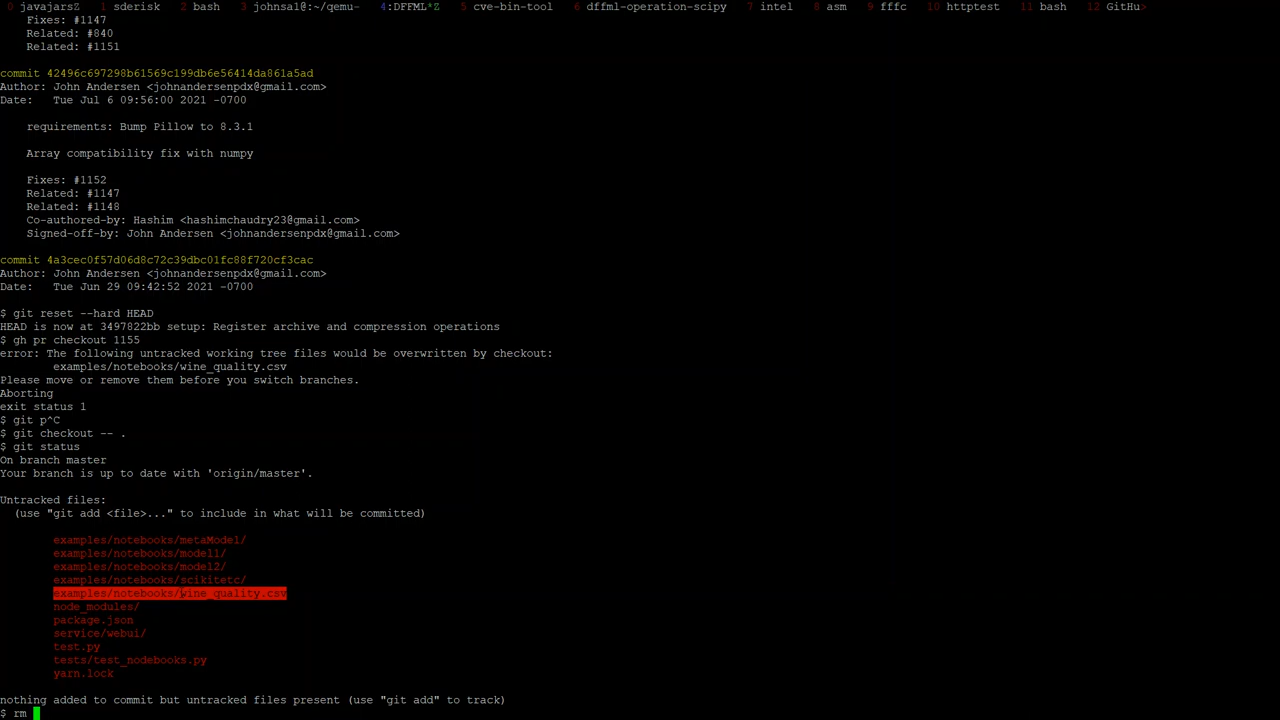 0 javajarsZ 1 sderisk 2 bash 3 johnsal@:~/qemu- 4:DFFML*Z 5 cve-bin-tool 6 dffml-operation-scipy 7 intel 8 asm 9 fffc 10 httptest 11 bash 12 GitHu>
Fixes: #1147
Related: #840
Related: #1151
commit 42496c697298b61569c199db6e56414da861a5ad
Author: John Andersen <johnandersenpdx@gmail.com>
Date: Tue Jul 6 09:56:00 2021 -0700
requirements: Bump Pillow to 8.3.1
Array compatibility fix with numpy
Fixes: #1152
Related: #1147
Related: #1148
Co-authored-by: Hashim <hashimchaudry23@gmail.com>
Signed-off-by: John Andersen <johnandersenpdx@gmail.com>
commit 4a3cec0f57d06d8c72c39dbc01fc88f720cf3cac
Author: John Andersen <johnandersenpdx@gmail.com>
Date: Tue Jun 29 09:42:52 2021 -0700
$ git reset --hard HEAD
HEAD is now at 3497822bb setup: Register archive and compression operations
$ gh pr checkout 1155
error: The following untracked working tree files would be overwritten by checkout:
examples/notebooks/wine_quality.csv
Please move or remove them before you switch branches.
Aborting
exit status 1
$ git p^C
$ git checkout -- .
$ git status
On branch master
Your branch is up to date with 'origin/master'.
Untracked files:
(use "git add <file>..." to include in what will be committed)
examples/notebooks/metaModel/
examples/notebooks/model1/
examples/notebooks/model2/
examples/notebooks/scikitetc/
examples/notebooks/wine_quality.csv
node_modules/
package.json
service/webui/
test.py
tests/test_nodebooks.py
yarn.lock
nothing added to commit but untracked files present (use "git add" to track)
$ rm